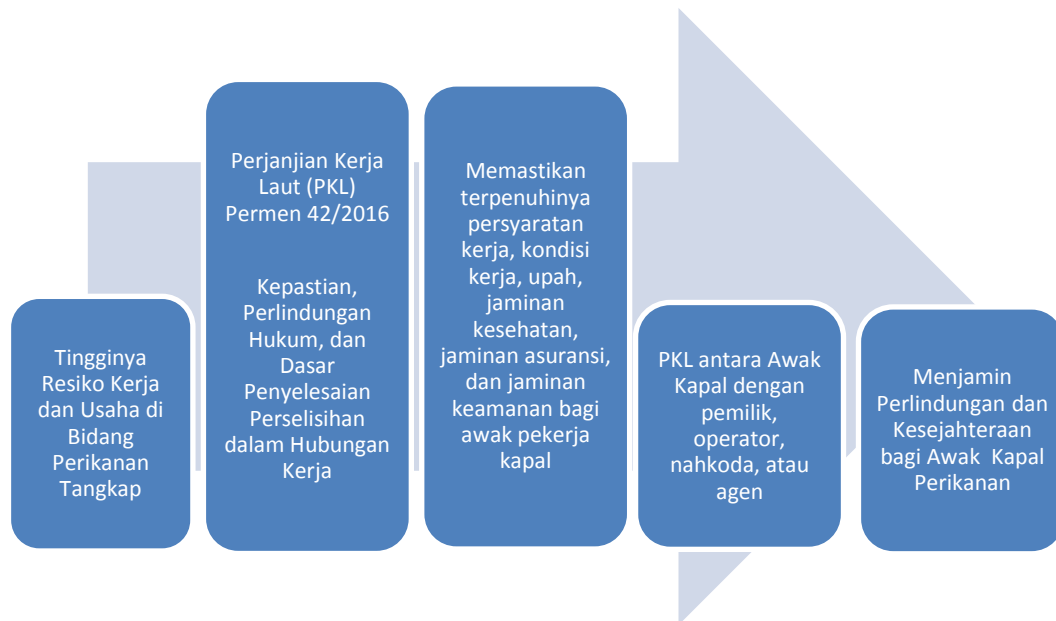 Tingginya
Resiko Kerja
dan Usaha di
Bidang
Perikanan
Tangkap
Perjanjian Kerja
Laut (PKL)
Permen 42/2016
Kepastian,
Perlindungan
Hukum, dan
Dasar
Penyelesaian
Perselisihan
dalam Hubungan
Kerja
Memastikan
terpenuhinya
persyaratan
kerja, kondisi
kerja, upah,
jaminan
kesehatan,
jaminan asuransi,
dan jaminan
keamanan bagi
awak pekerja
kapal
PKL antara Awak
Kapal dengan
pemilik,
operator,
nahkoda, atau
agen
Menjamin
Perlindungan dan
Kesejahteraan
bagi Awak  Kapal
Perikanan